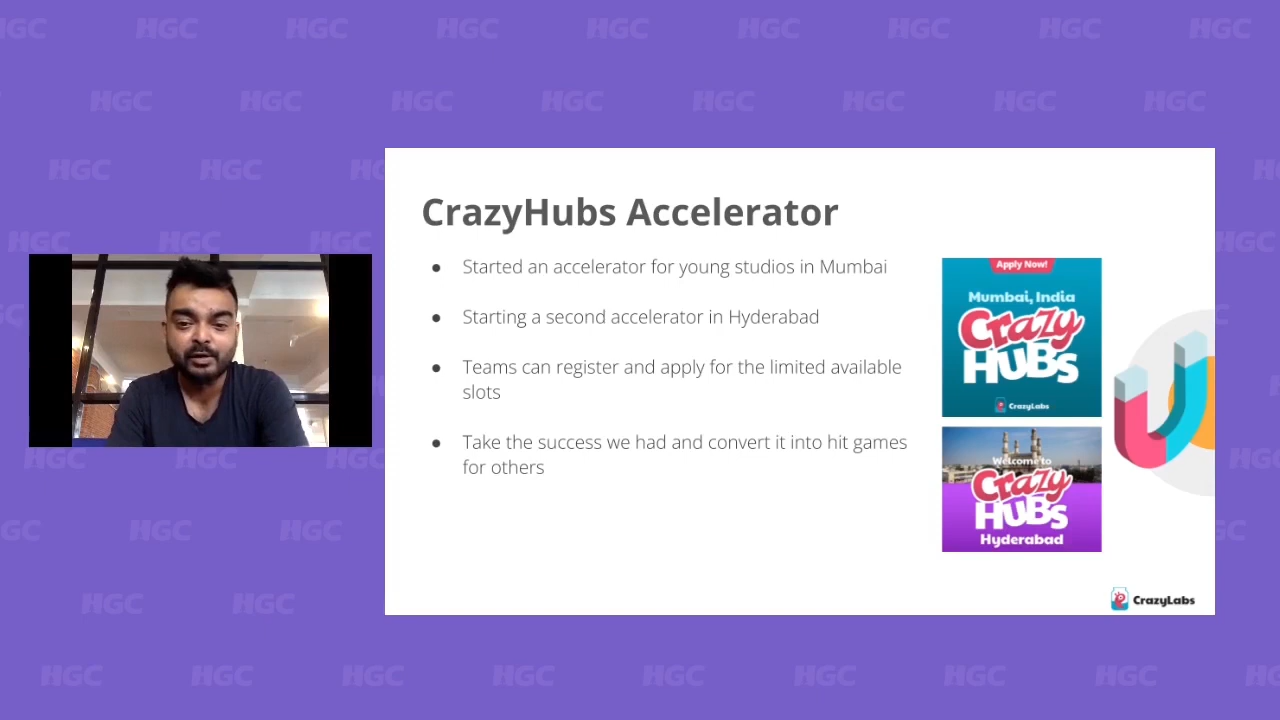 HGC
CrazyHubs Accelerator
● Started an accelerator for young studios in Mumbai
● Starting a second accelerator in Hyderabad
● Teams can register and apply for the limited available
slots
● Take the success we had and convert it into hit games
for others
Apply Now!
Mumbai, India
Crazy
HUBs
CrazyLabs
Welcome to
Crazy
HUBs
Hyderabad
CrazyLabs